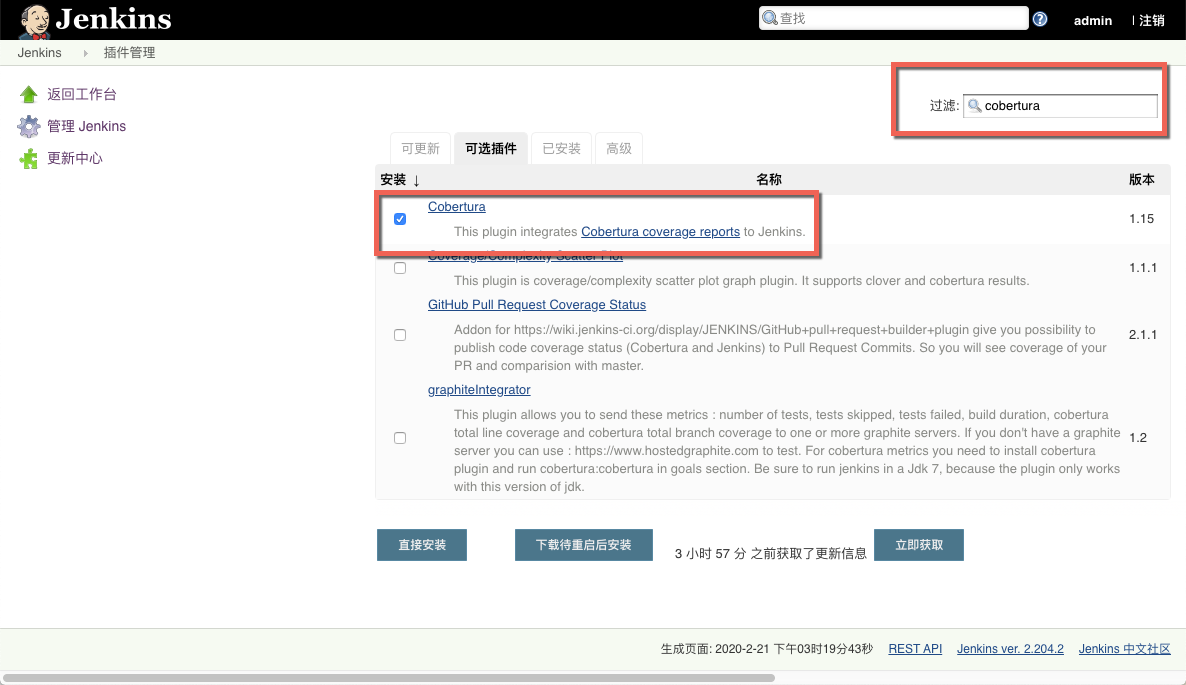 Jenkins
查找
admin
| 注销
Jenkins
插件管理
返回工作台
管理 Jenkins
更新中心
过滤:
cobertura
可更新
可选插件
已安装
高级
安装 ↓
名称
版本
Cobertura
This plugin integrates Cobertura coverage reports to Jenkins.
1.15
Coverage/Complexity Scatter Plot
This plugin is coverage/complexity scatter plot graph plugin. It supports clover and cobertura results.
1.1.1
GitHub Pull Request Coverage Status
Addon for https://wiki.jenkins-ci.org/display/JENKINS/GitHub+pull+request+builder+plugin give you possibility to
publish code coverage status (Cobertura and Jenkins) to Pull Request Commits. So you will see coverage of your
PR and comparision with master.
2.1.1
graphiteIntegrator
This plugin allows you to send these metrics : number of tests, tests skipped, tests failed, build duration, cobertura
total line coverage and cobertura total branch coverage to one or more graphite servers. If you don't have a graphite
server you can use : https://www.hostedgraphite.com to test. For cobertura metrics you need to install cobertura
plugin and run cobertura:cobertura in goals section. Be sure to run jenkins in a Jdk 7, because the plugin only works
with this version of jdk.
1.2
直接安装
下载待重启后安装
3 小时 57 分 之前获取了更新信息
立即获取
生成页面: 2020-2-21 下午03时19分43秒
REST API
Jenkins ver. 2.204.2
Jenkins 中文社区